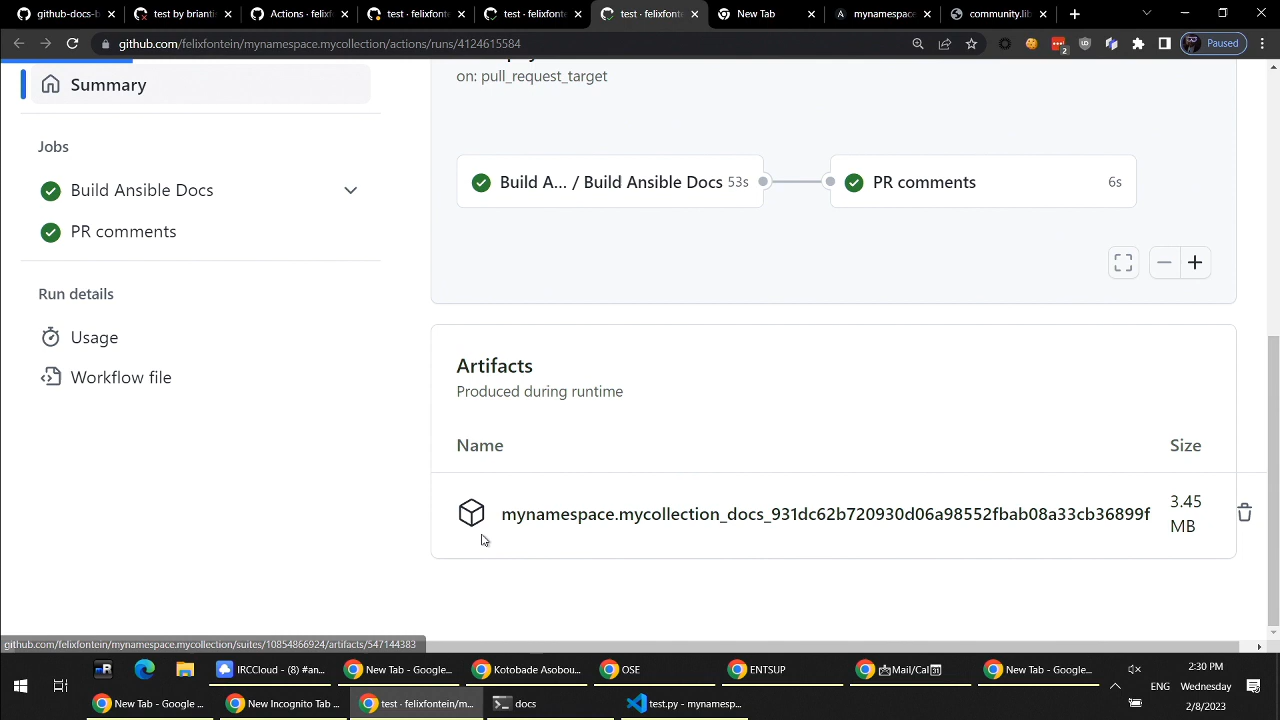 github-docs-b
test by briantis
Actions · felixf
test · felixfonte
test · felixfonte
test · felixfonte
New Tab
mynamespace
community.lib
github.com/felixfontein/mynamespace.mycollection/actions/runs/4124615584
2
Paused
Summary
on: pull_request_target
Jobs
Build Ansible Docs
PR comments
Build A... / Build Ansible Docs 53s
PR comments 6s
Run details
Usage
Workflow file
Artifacts
Produced during runtime
Name Size
mynamespace.mycollection_docs_931dc62b720930d06a98552fbab08a33cb36899f
3.45
MB
github.com/felixfontein/mynamespace.mycollection/suites/10854866924/artifacts/547144383
IRCCloud - (8) #an...
New Tab - Google...
Kotobade Asobou...
OSE
ENTSUP
Mail/Cal
New Tab - Google...
New Tab - Google ...
New Incognito Tab ...
test · felixfontein/m...
docs
test.py - mynamesp...
ENG
2:30 PM
Wednesday
2/8/2023